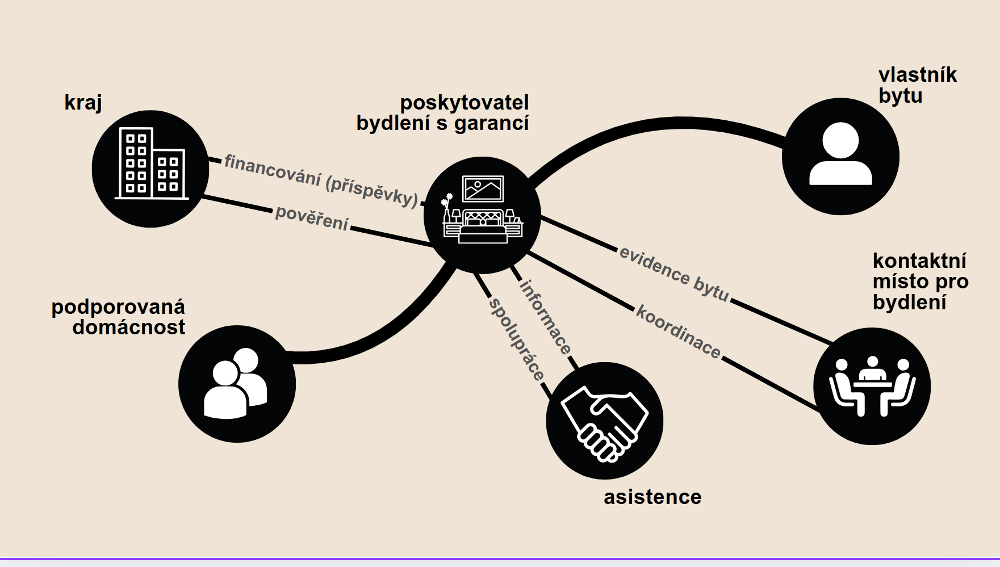 kraj
poskytovatel
bydlení s garancí
vlastník
bytu
financování (příspěvky)
pověření
evidence bytu
koordinace
kontaktní
místo pro
bydlení
informace
spolupráce
podporovaná
domácnost
asistence